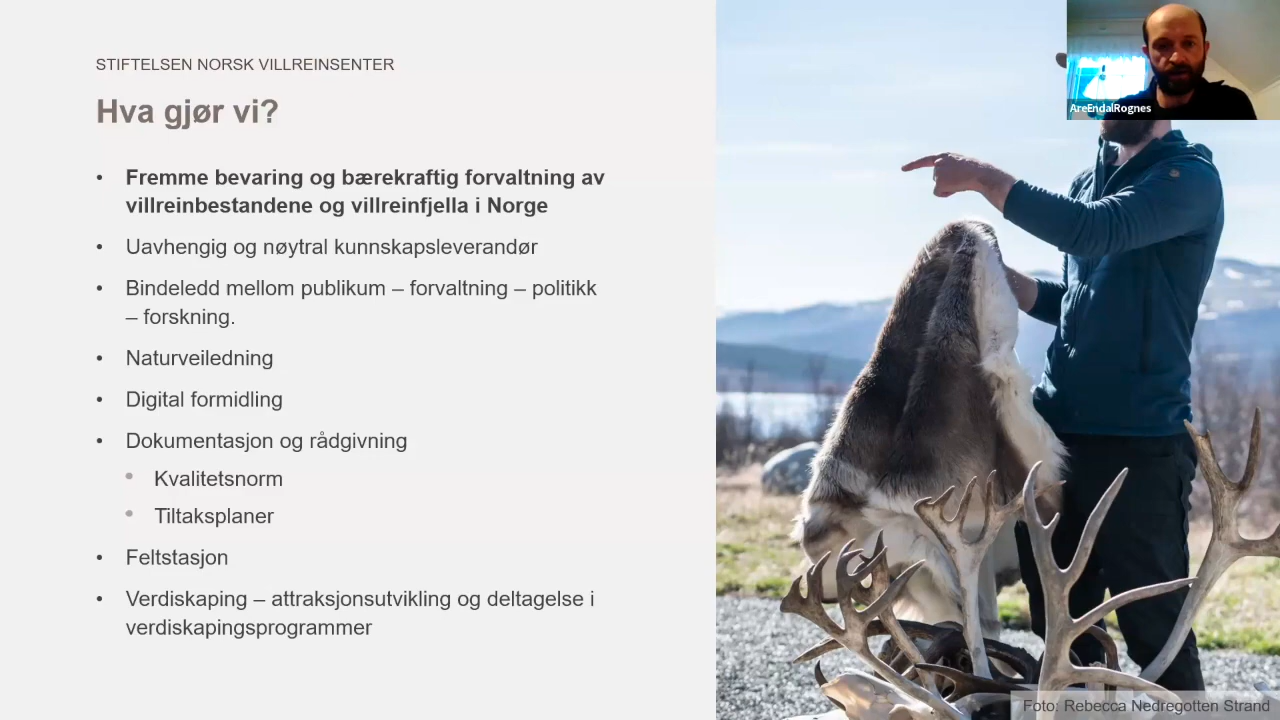 STIFTELSEN NORSK VILLREINSENTER
Hva gjør vi?
• Fremme bevaring og bærekraftig forvaltning av
villreinbestandene og villreinfjella i Norge
• Uavhengig og nøytral kunnskapsleverandør
• Bindeledd mellom publikum – forvaltning – politikk
– forskning.
• Naturveiledning
• Digital formidling
• Dokumentasjon og rådgivning
• Kvalitetsnorm
• Tiltaksplaner
• Feltstasjon
• Verdiskaping – attraksjonsutvikling og deltagelse i
verdiskapingsprogrammer
AreEndalRognes
Foto: Rebecca Nedregotten Strand